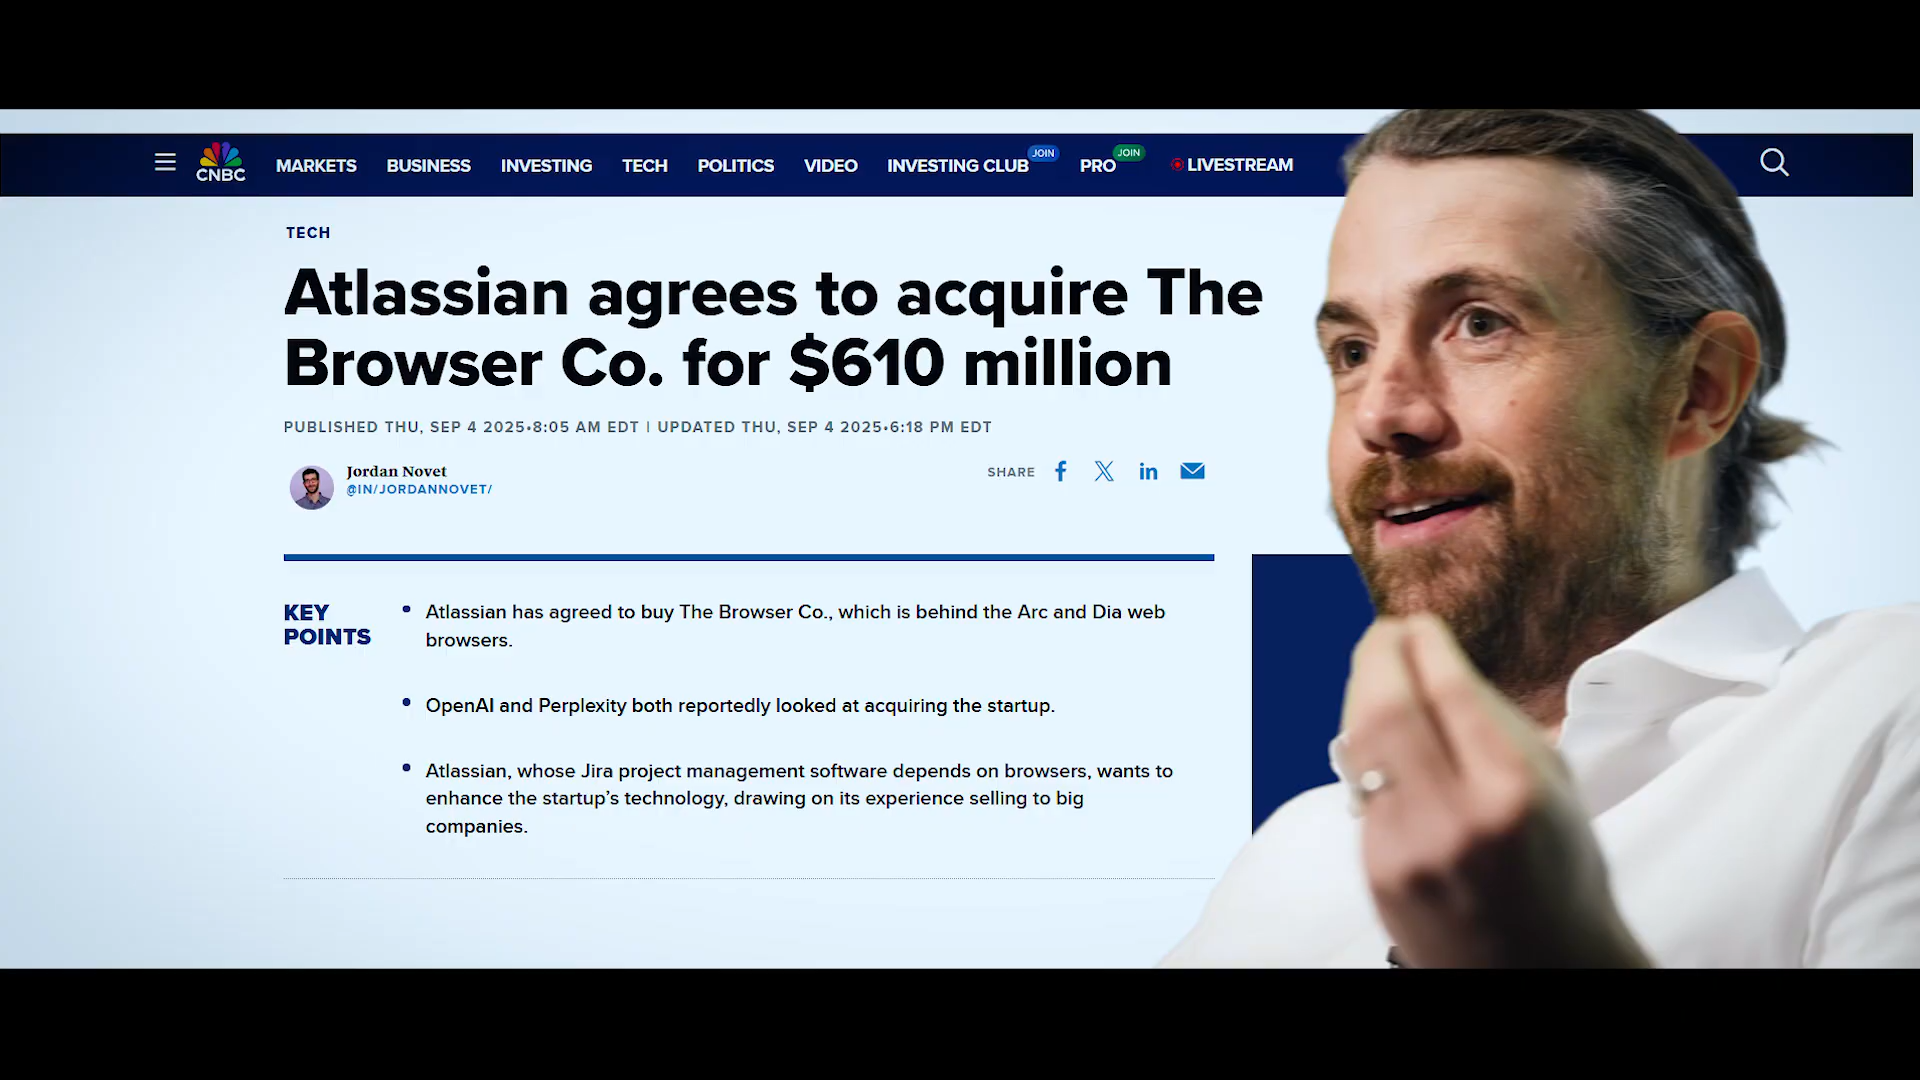 CNBC
MARKETS BUSINESS INVESTING TECH POLITICS VIDEO INVESTING CLUB JOIN PRO JOIN LIVESTREAM
TECH
Atlassian agrees to acquire The
Browser Co. for $610 million
PUBLISHED THU, SEP 4 2025•8:05 AM EDT | UPDATED THU, SEP 4 2025•6:18 PM EDT
Jordan Novet
@IN/JORDANNOVET/
SHARE
KEY
POINTS
• Atlassian has agreed to buy The Browser Co., which is behind the Arc and Dia web
browsers.
• OpenAI and Perplexity both reportedly looked at acquiring the startup.
• Atlassian, whose Jira project management software depends on browsers, wants to
enhance the startup’s technology, drawing on its experience selling to big
companies.